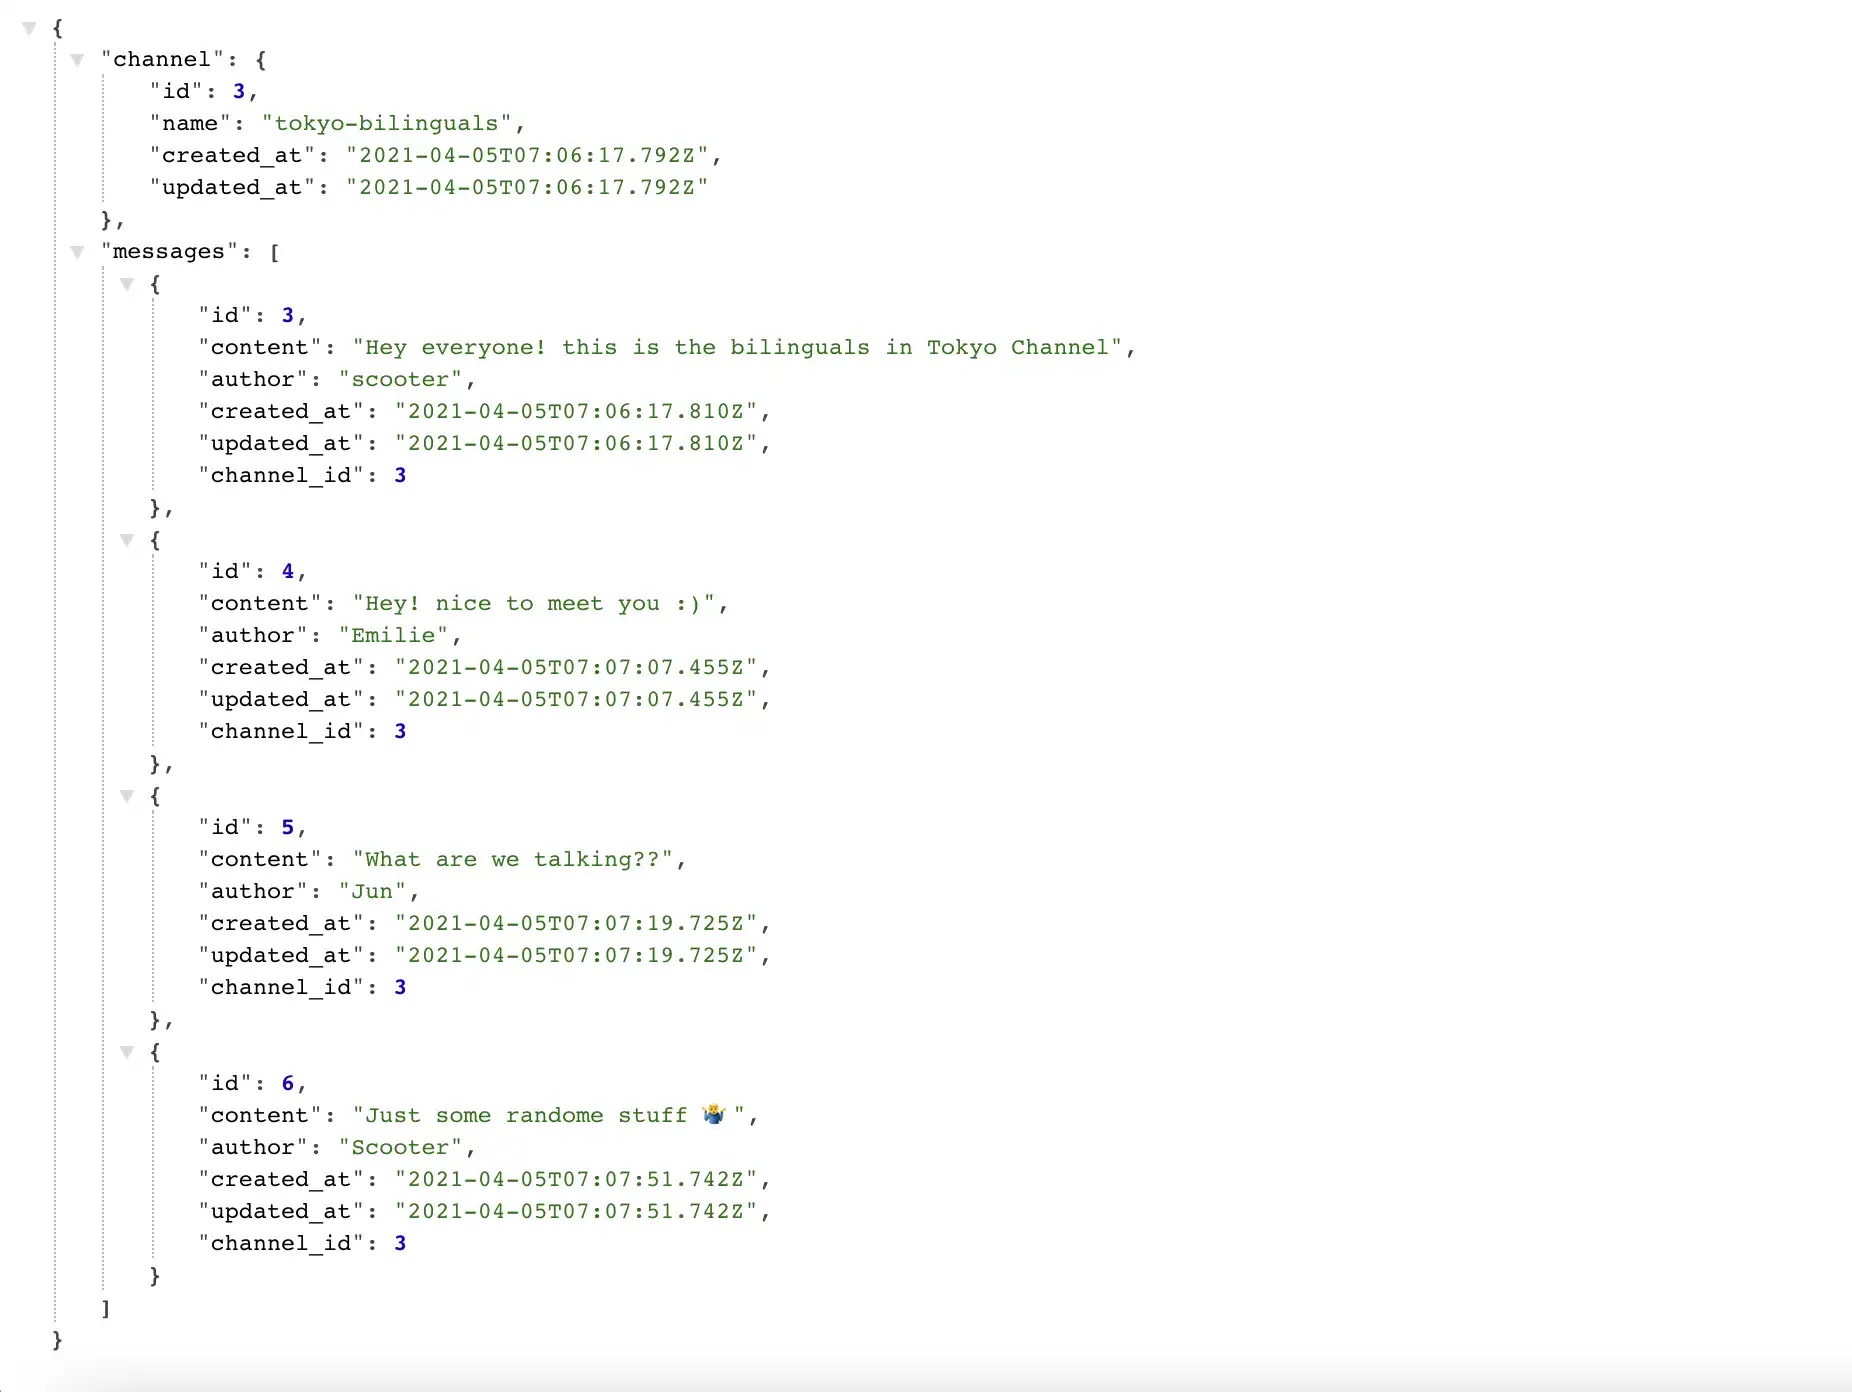 {
"channel": {
"id": 3,
"name": "tokyo-bilinguals",
"created_at": "2021-04-05T07:06:17.792Z",
"updated_at": "2021-04-05T07:06:17.792Z"
},
"messages": [
{
"id": 3,
"content": "Hey everyone! this is the bilinguals in Tokyo Channel",
"author": "scooter",
"created_at": "2021-04-05T07:06:17.810Z",
"updated_at": "2021-04-05T07:06:17.810Z",
"channel_id": 3
},
{
"id": 4,
"content": "Hey! nice to meet you :)",
"author": "Emilie",
"created_at": "2021-04-05T07:07:07.455Z",
"updated_at": "2021-04-05T07:07:07.455Z",
"channel_id": 3
},
{
"id": 5,
"content": "What are we talking??",
"author": "Jun",
"created_at": "2021-04-05T07:07:19.725Z",
"updated_at": "2021-04-05T07:07:19.725Z",
"channel_id": 3
},
{
"id": 6,
"content": "Just some randome stuff 🤷‍♂️ ",
"author": "Scooter",
"created_at": "2021-04-05T07:07:51.742Z",
"updated_at": "2021-04-05T07:07:51.742Z",
"channel_id": 3
}
]
}